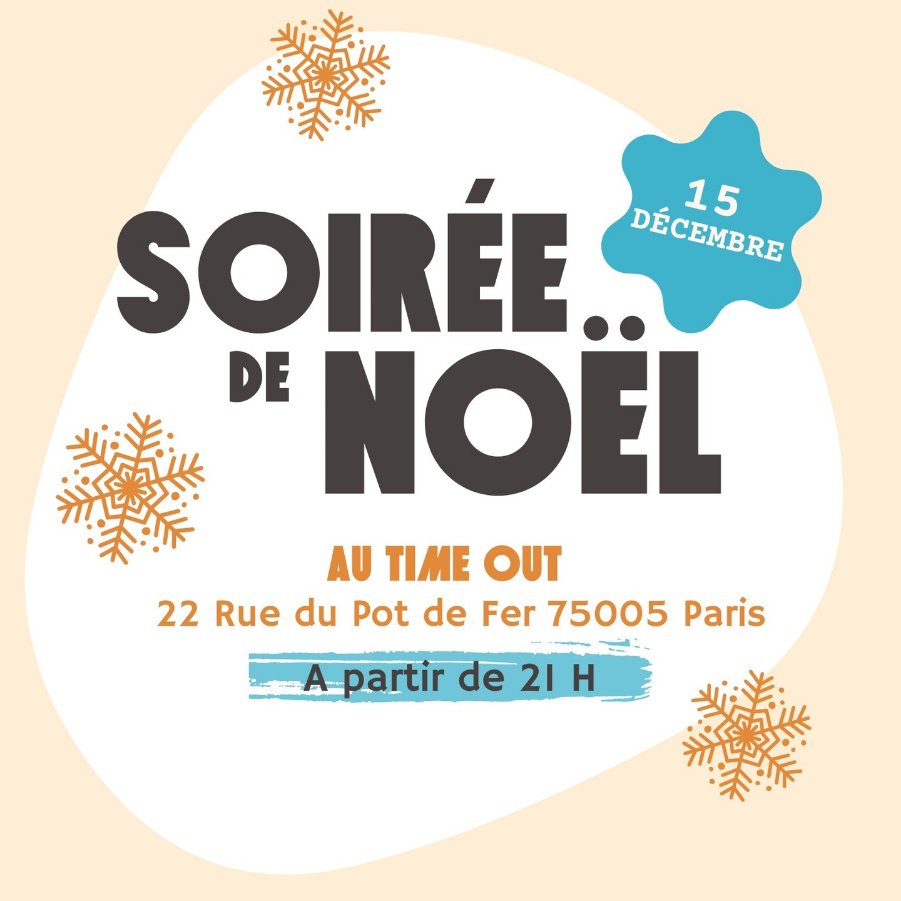 15
DÉCEMBRE
SOIRÉE
DE NOËL
AU TIME OUT
22 Rue du Pot de Fer 75005 Paris
A partir de 21 H